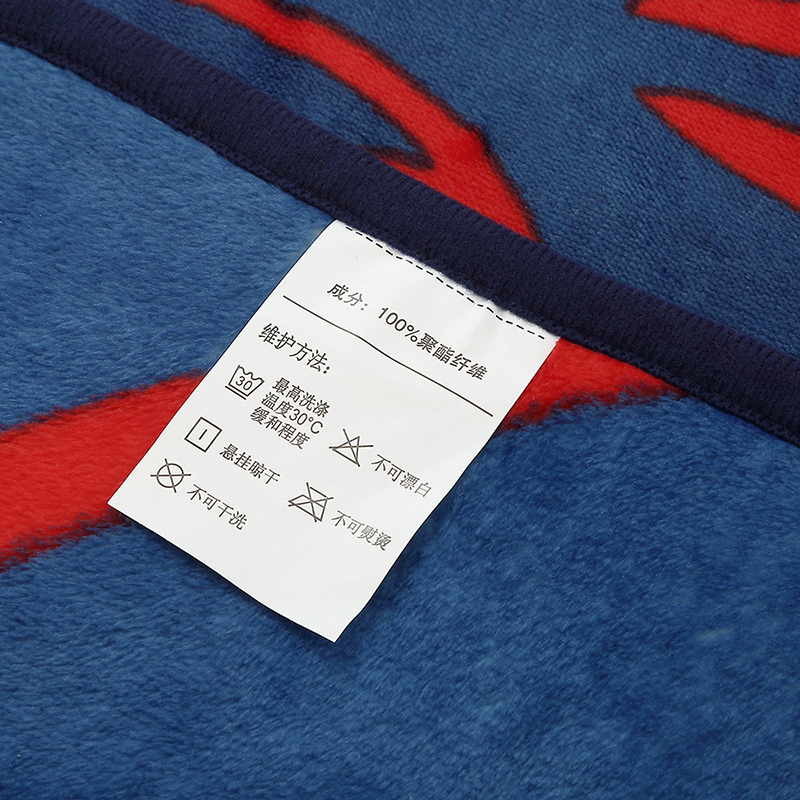 成分：100%聚酯纤维
维护方法：
30
最高洗涤
温度30°C
缓和程度
不可漂白
悬挂晾干
不可熨烫
不可干洗